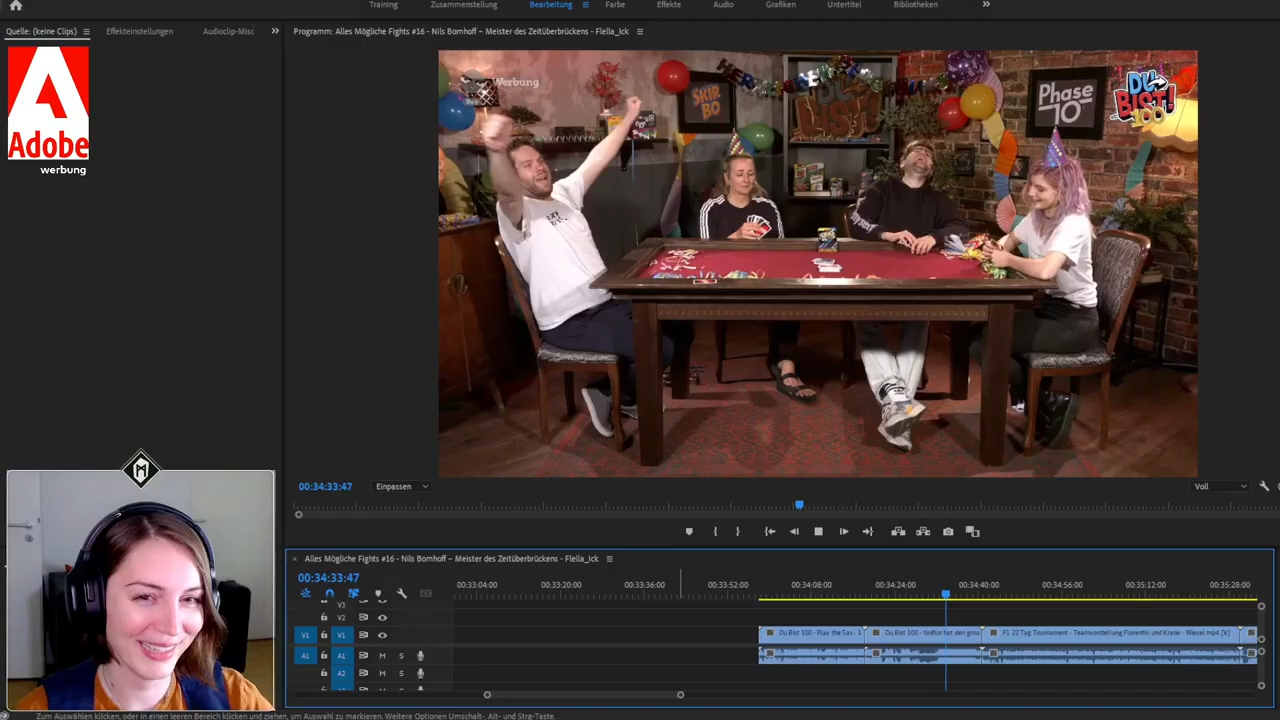 Training Zusammenstellung Bearbeitung Farbe Effekte Audio Grafiken Untertitel Bibliotheken
Quelle: (keine Clips) Effekteinstellungen Audioclip-Misc
Programm: Alles Mögliche Fights #16 - Nils Bomhoff – Meister des Zeitüberbrückens - Flella_Ick
Adobe
werbung
Werbung
SKIP
BO
Phase
10
DU
BIST!
100
00:34:33:47 Einpassen Voll
Alles Mögliche Fights #16 - Nils Bomhoff – Meister des Zeitüberbrückens - Flella_Ick
00:34:33:47
00:33:04:00 00:33:20:00 00:33:36:00 00:33:52:00 00:34:08:00 00:34:24:00 00:34:40:00 00:34:56:00 00:35:12:00 00:35:28:00
V3
V2
V1 V1 Du Bist 100 - Play the Sax - 1 Du Bist 100 - tinflior hat den groo F1 22 Tag Tournament - Teamvorstellung Florentin und Krane - Wiesel.mp4 [V]
A1 A1 M S
A2 M S
Zum Auswählen klicken, oder in einen leeren Bereich klicken und ziehen, um Auswahl zu markieren. Weitere Optionen Umschalt-, Alt- und Strg-Taste.